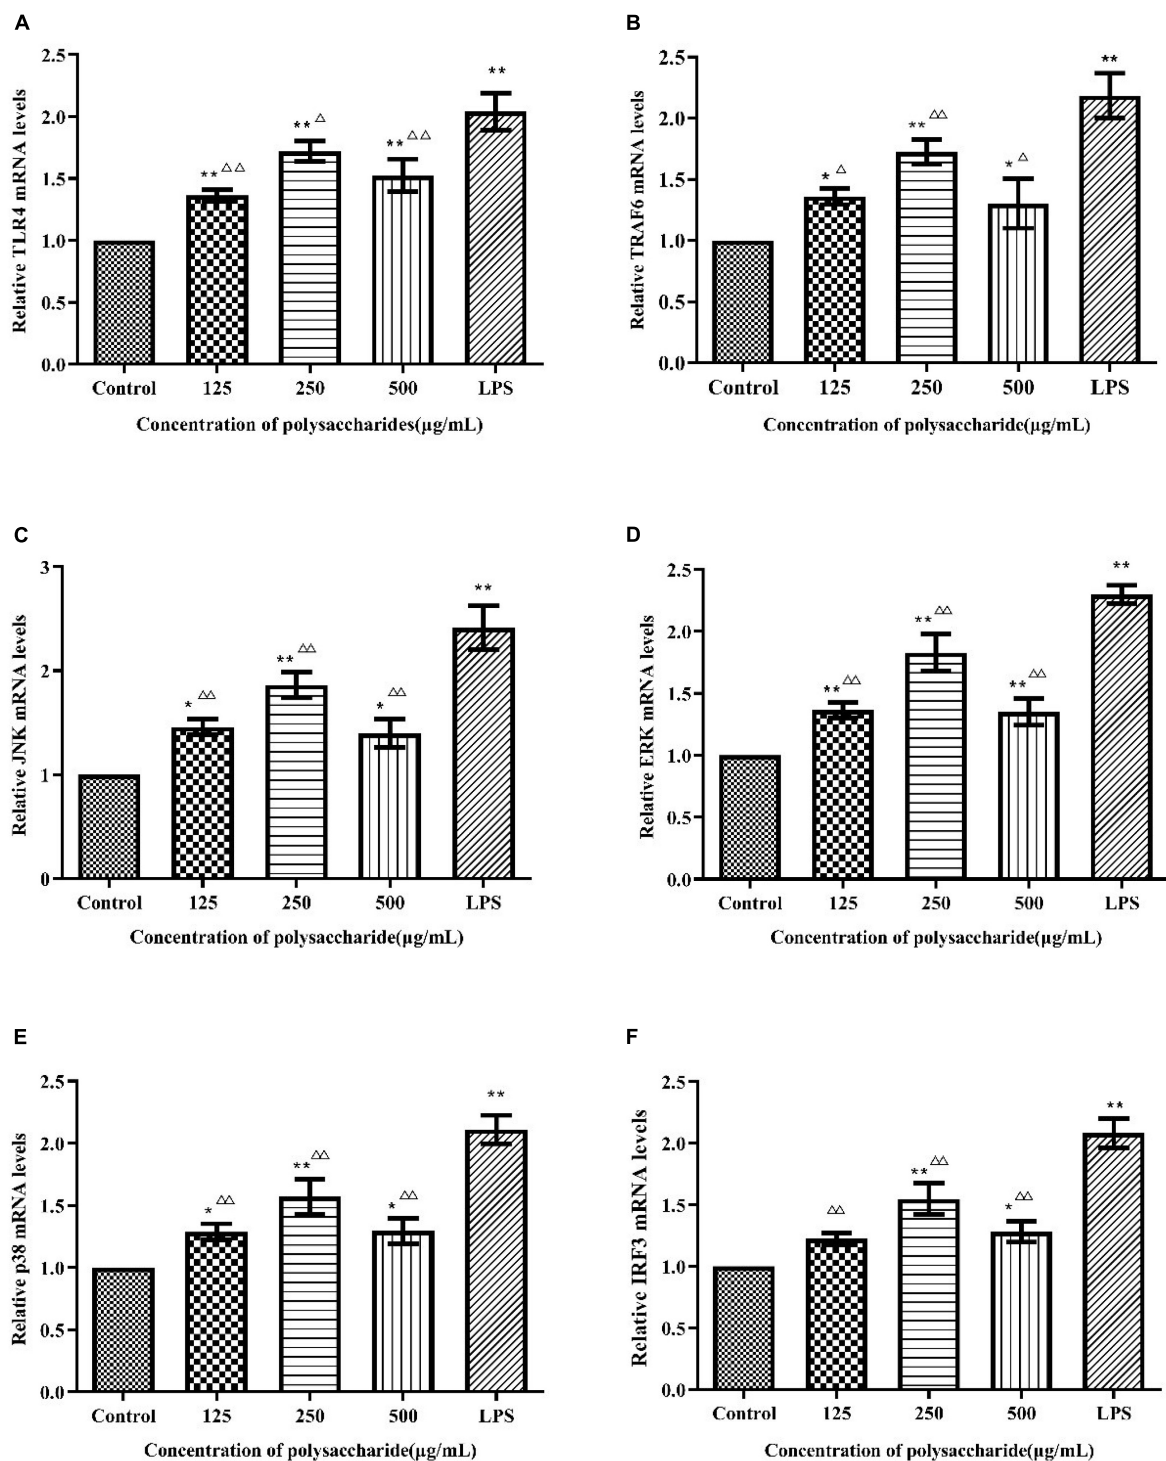 A
Relative TLR4 mRNA levels
2.5
2.0
1.5
1.0
0.5
0.0
** △△
** △
** △△
**
Control 125 250 500 LPS
Concentration of polysaccharides(μg/mL)
B
Relative TRAF6 mRNA levels
2.5
2.0
1.5
1.0
0.5
0.0
* △
** △△
* △
**
Control 125 250 500 LPS
Concentration of polysaccharide(μg/mL)
C
Relative JNK mRNA levels
3
2
1
0
* △△
** △△
* △△
**
Control 125 250 500 LPS
Concentration of polysaccharide(μg/mL)
D
Relative ERK mRNA levels
2.5
2.0
1.5
1.0
0.5
0.0
** △△
** △△
** △△
**
Control 125 250 500 LPS
Concentration of polysaccharide(μg/mL)
E
Relative p38 mRNA levels
2.5
2.0
1.5
1.0
0.5
0.0
* △△
** △△
* △△
**
Control 125 250 500 LPS
Concentration of polysaccharide(μg/mL)
F
Relative IRF3 mRNA levels
2.5
2.0
1.5
1.0
0.5
0.0
△△
** △△
* △△
**
Control 125 250 500 LPS
Concentration of polysaccharide(μg/mL)